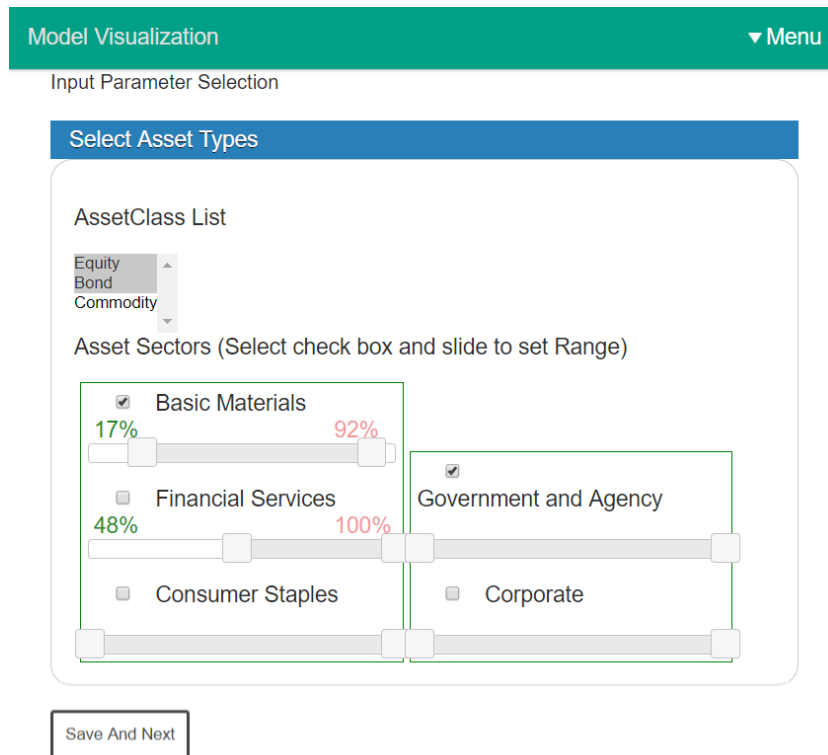 Model Visualization
Menu
Input Parameter Selection
Select Asset Types
AssetClass List
Equity
Bond
Commodity
Asset Sectors (Select check box and slide to set Range)
Basic Materials
17% 92%
Financial Services
48% 100%
Consumer Staples
Government and Agency
Corporate
Save And Next